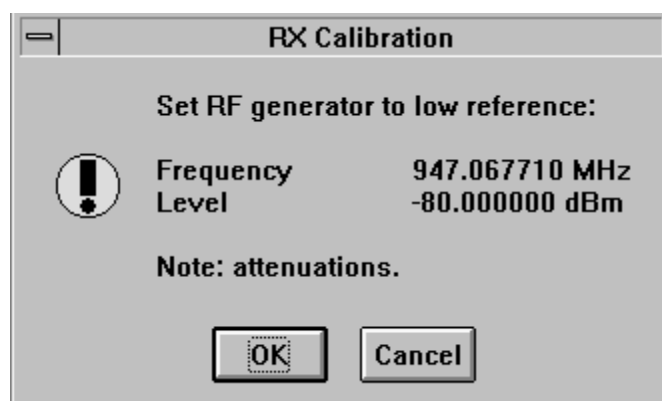 RX Calibration
Set RF generator to low reference:
Frequency 947.067710 MHz
Level -80.000000 dBm
Note: attenuations.
OK Cancel